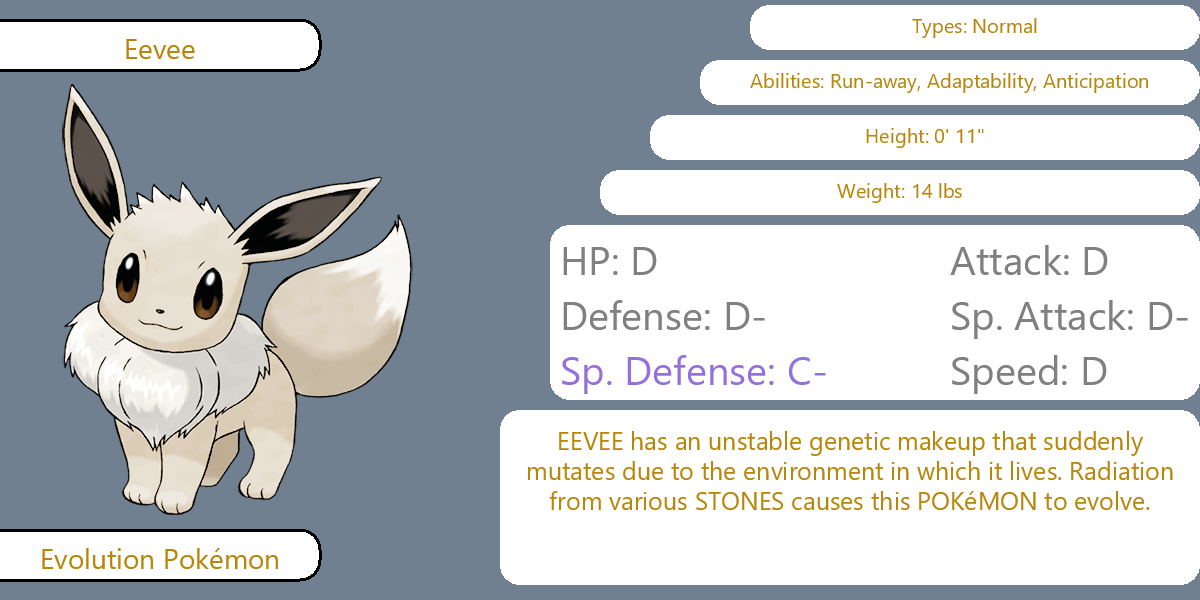 Eevee
Types: Normal
Abilities: Run-away, Adaptability, Anticipation
Height: 0' 11"
Weight: 14 lbs
HP: D
Attack: D
Defense: D-
Sp. Attack: D-
Sp. Defense: C-
Speed: D
EEVEE has an unstable genetic makeup that suddenly
mutates due to the environment in which it lives. Radiation
from various STONES causes this POKéMON to evolve.
Evolution Pokémon